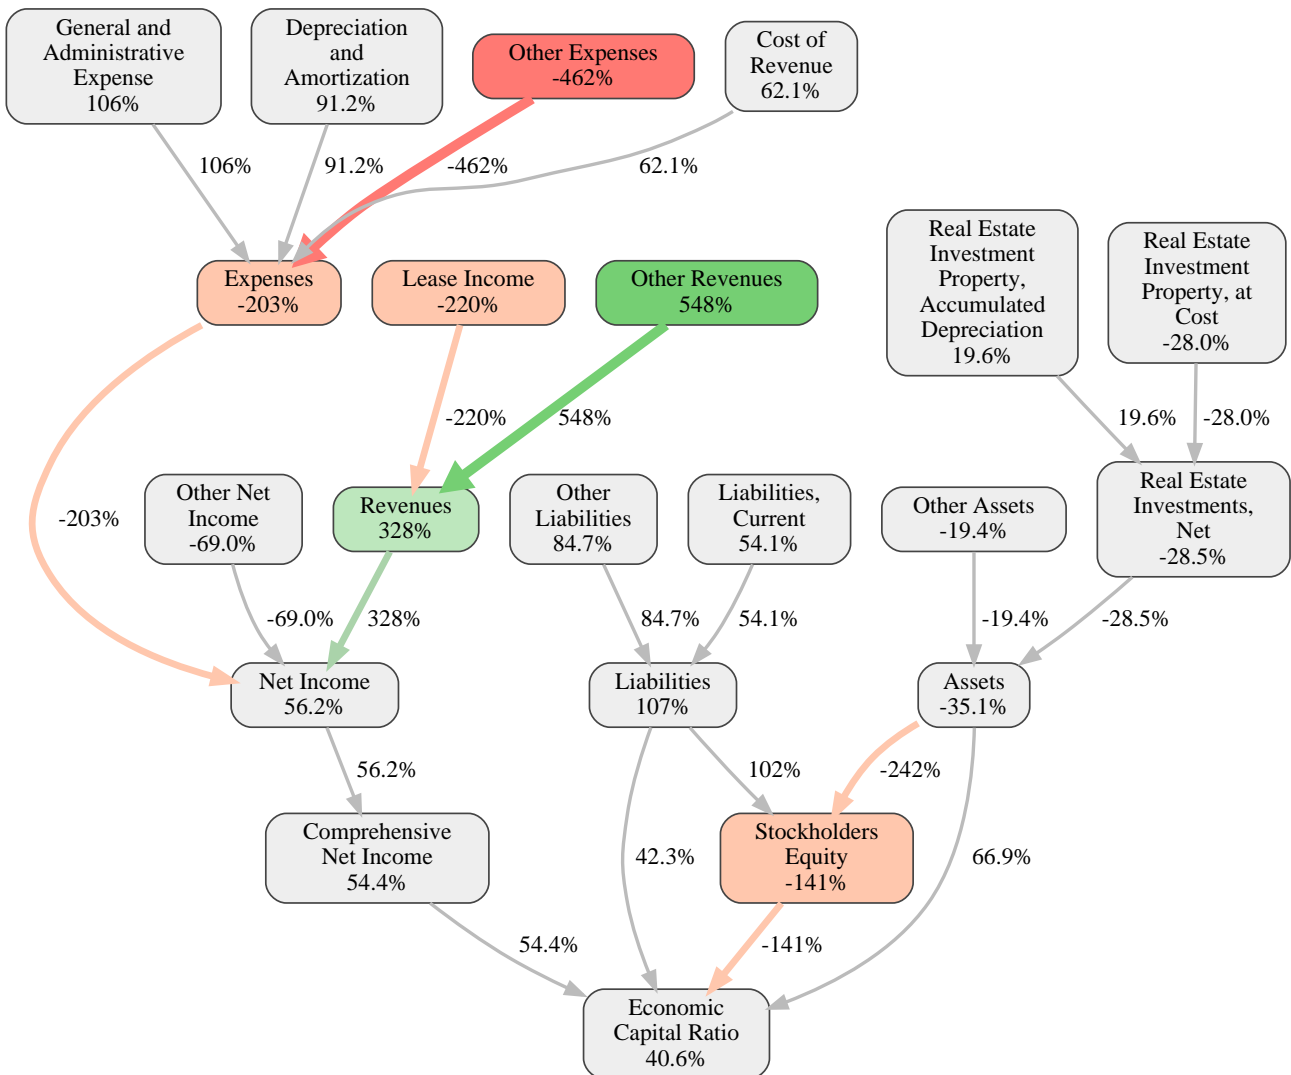 General and
Administrative
Expense
106%
Depreciation
and
Amortization
91.2%
Other Expenses
-462%
Cost of
Revenue
62.1%
106%
91.2%
-462%
62.1%
Real Estate
Investment
Property,
Accumulated
Depreciation
19.6%
Real Estate
Investment
Property, at
Cost
-28.0%
Expenses
-203%
Lease Income
-220%
Other Revenues
548%
-220%
548%
19.6%
-28.0%
-203%
Other Net
Income
-69.0%
Revenues
328%
Other
Liabilities
84.7%
Liabilities,
Current
54.1%
Other Assets
-19.4%
Real Estate
Investments,
Net
-28.5%
-69.0%
328%
84.7%
54.1%
-19.4%
-28.5%
Net Income
56.2%
Liabilities
107%
Assets
-35.1%
56.2%
102%
-242%
Comprehensive
Net Income
54.4%
42.3%
Stockholders
Equity
-141%
66.9%
54.4%
-141%
Economic
Capital Ratio
40.6%